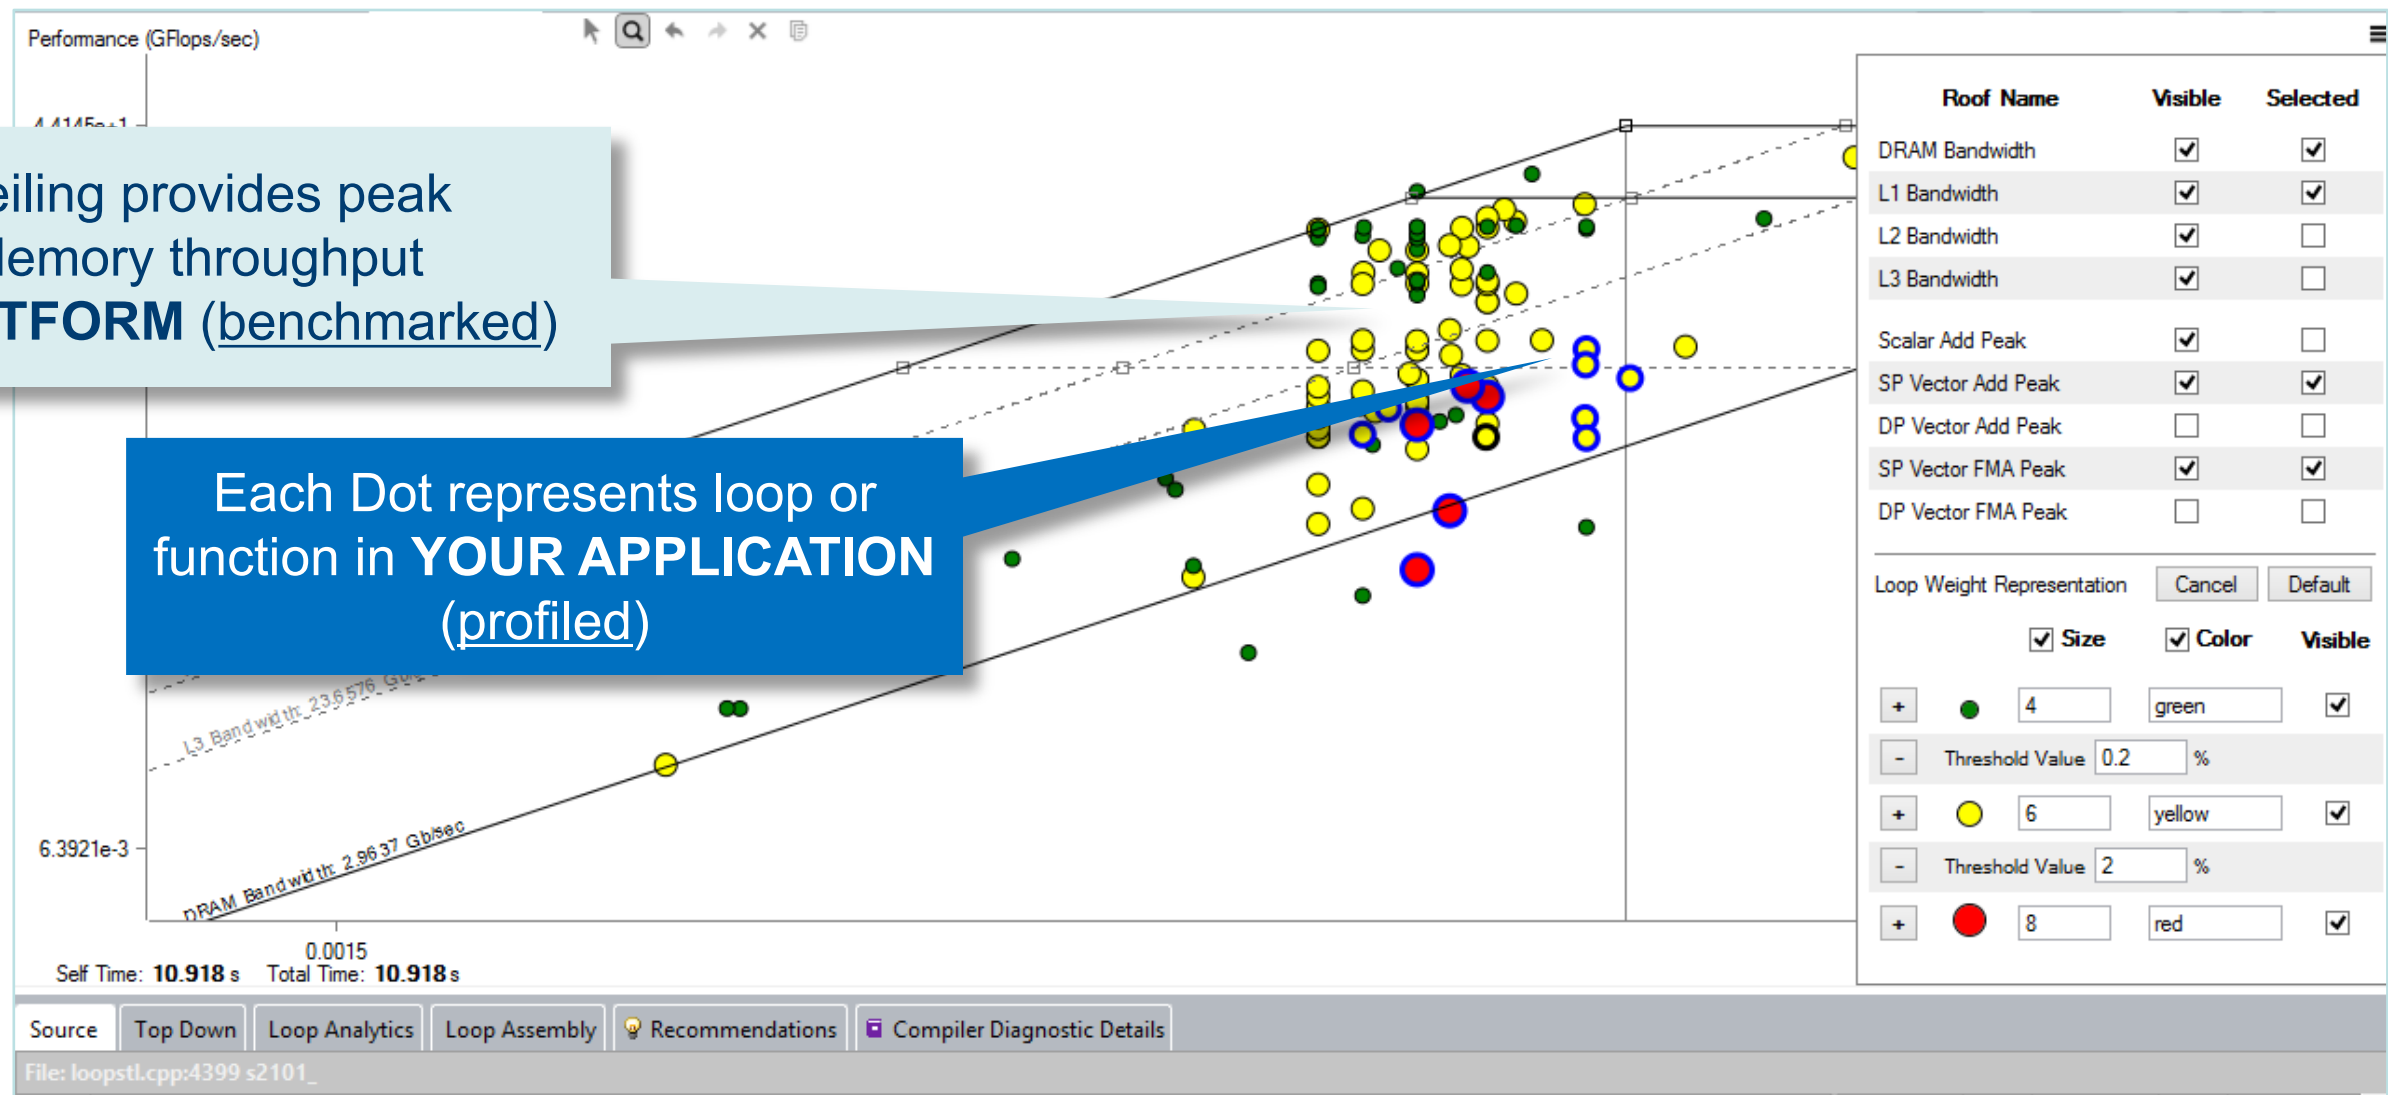 Performance (GFlops/sec)
4.4145e+1
eiling provides peak
emory throughput
TFORM (benchmarked)
Each Dot represents loop or
function in YOUR APPLICATION
(profiled)
L3 Bandwidth: 23.6576
6.3921e-3
DRAM Bandwidth: 2.9637 Gb/sec
0.0015
Self Time: 10.918 s Total Time: 10.918 s
Roof Name Visible Selected
DRAM Bandwidth
L1 Bandwidth
L2 Bandwidth
L3 Bandwidth
Scalar Add Peak
SP Vector Add Peak
DP Vector Add Peak
SP Vector FMA Peak
DP Vector FMA Peak
Loop Weight Representation Cancel Default
Size Color Visible
+ 4 green
- Threshold Value 0.2 %
+ 6 yellow
- Threshold Value 2 %
+ 8 red
Source Top Down Loop Analytics Loop Assembly Recommendations Compiler Diagnostic Details
File: loopstl.cpp:4399 s2101_